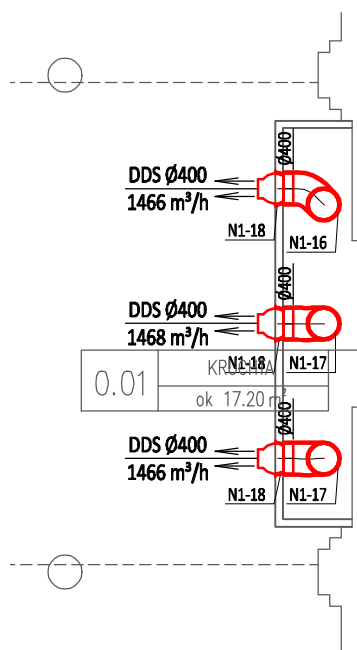 Ø400
DDS Ø400
1466 m³/h
N1-18
N1-16
Ø400
DDS Ø400
1468 m³/h
N1-18
N1-17
0.01
KRUCHTA
ok 17.20 m²
Ø400
DDS Ø400
1466 m³/h
N1-18
N1-17